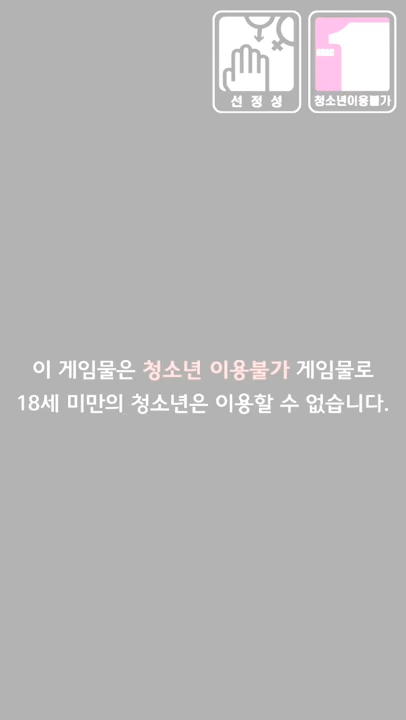 선정성
청소년이용불가
이 게임물은 청소년 이용불가 게임물로
18세 미만의 청소년은 이용할 수 없습니다.